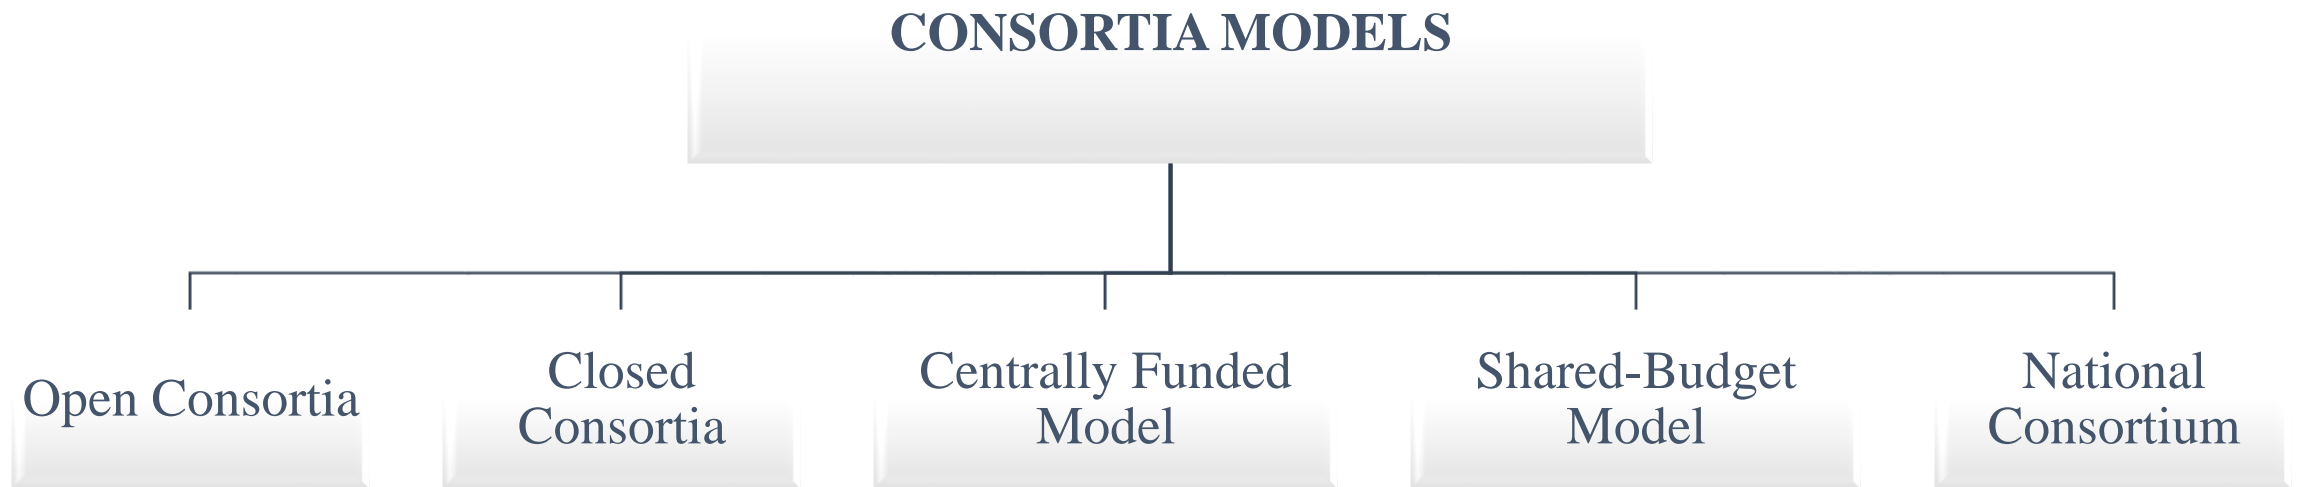 CONSORTIA MODELS
Open Consortia
Closed
Consortia
Centrally Funded
Model
Shared-Budget
Model
National
Consortium